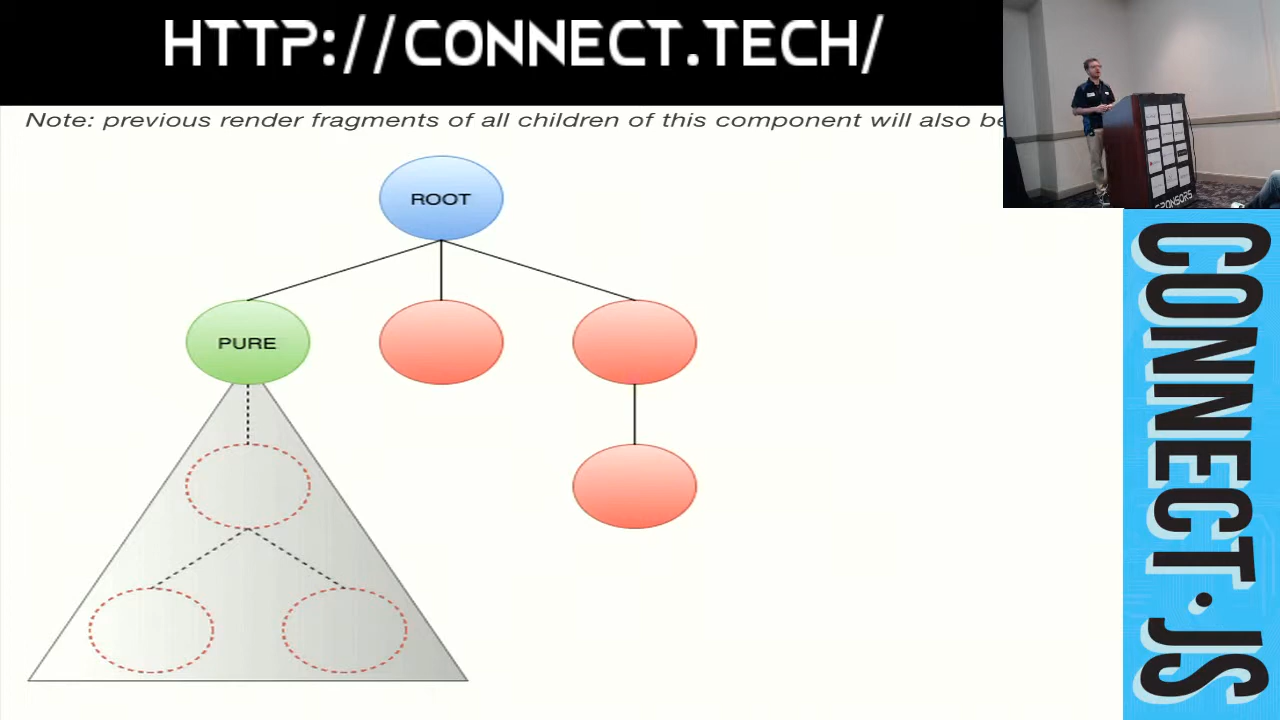 HTTP://CONNECT.TECH/
Note: previous render fragments of all children of this component will also be
ROOT
PURE
SPONSORS
CONNECT.JS